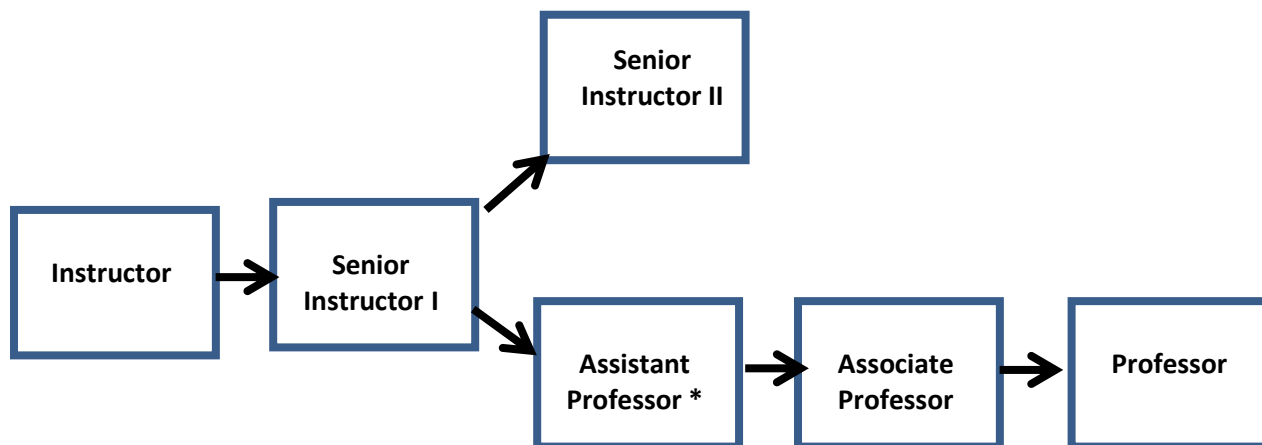 Senior
Instructor II
Instructor
Senior
Instructor I
Assistant
Professor *
Associate
Professor
Professor